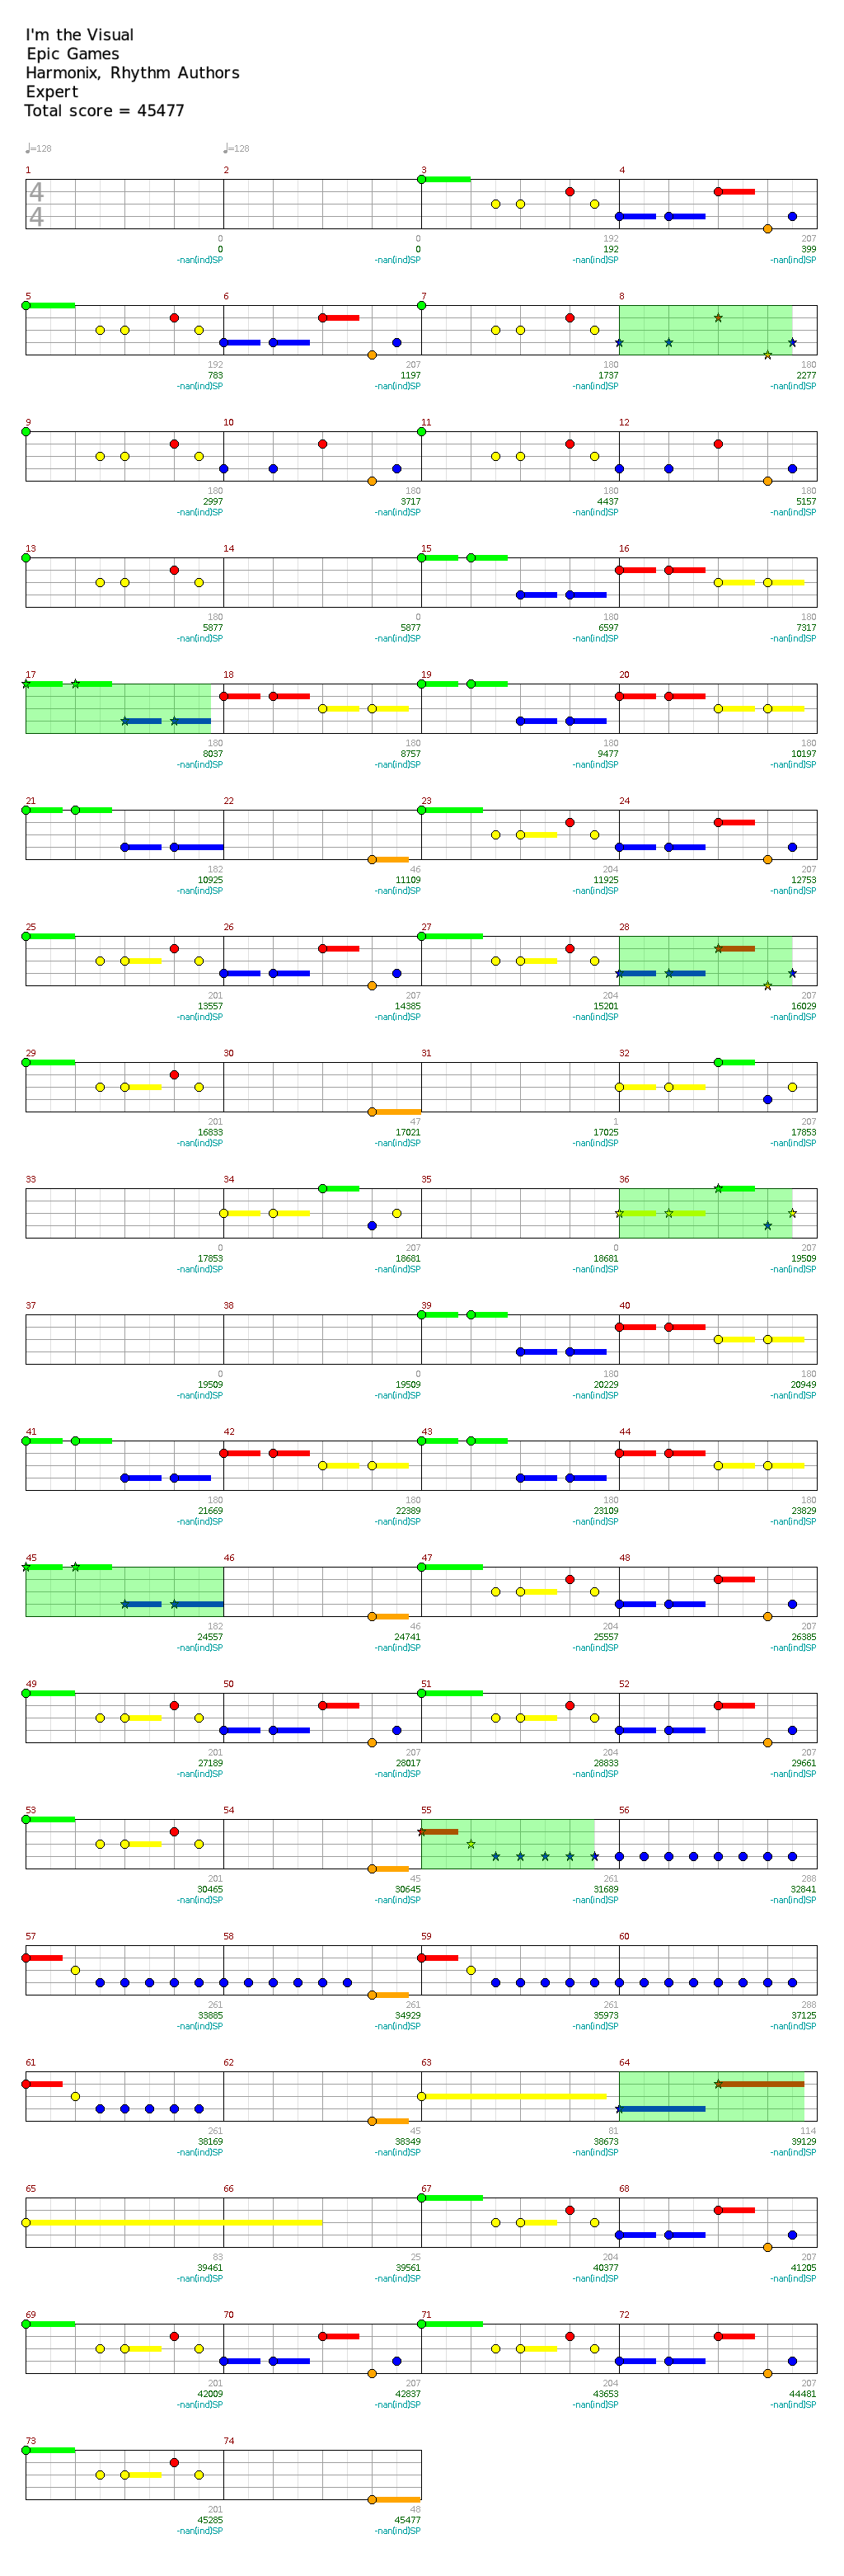 I'm the Visual
Epic Games
Harmonix, Rhythm Authors
Expert
Total score = 45477
♩=128 ♩=128
1 2 3 4
4
4
0 0 192 207
0 0 192 399
-nan(ind)SP -nan(ind)SP -nan(ind)SP -nan(ind)SP
5 6 7 8
192 207 180 180
783 1197 1737 2277
-nan(ind)SP -nan(ind)SP -nan(ind)SP -nan(ind)SP
9 10 11 12
180 180 180 180
2997 3717 4437 5157
-nan(ind)SP -nan(ind)SP -nan(ind)SP -nan(ind)SP
13 14 15 16
180 0 180 180
5877 5877 6597 7317
-nan(ind)SP -nan(ind)SP -nan(ind)SP -nan(ind)SP
17 18 19 20
180 180 180 180
8037 8757 9477 10197
-nan(ind)SP -nan(ind)SP -nan(ind)SP -nan(ind)SP
21 22 23 24
182 46 204 207
10925 11109 11925 12753
-nan(ind)SP -nan(ind)SP -nan(ind)SP -nan(ind)SP
25 26 27 28
201 207 204 207
13557 14385 15201 16029
-nan(ind)SP -nan(ind)SP -nan(ind)SP -nan(ind)SP
29 30 31 32
201 47 1 207
16833 17021 17025 17853
-nan(ind)SP -nan(ind)SP -nan(ind)SP -nan(ind)SP
33 34 35 36
0 207 0 207
17853 18681 18681 19509
-nan(ind)SP -nan(ind)SP -nan(ind)SP -nan(ind)SP
37 38 39 40
0 0 180 180
19509 19509 20229 20949
-nan(ind)SP -nan(ind)SP -nan(ind)SP -nan(ind)SP
41 42 43 44
180 180 180 180
21669 22389 23109 23829
-nan(ind)SP -nan(ind)SP -nan(ind)SP -nan(ind)SP
45 46 47 48
182 46 204 207
24557 24741 25557 26385
-nan(ind)SP -nan(ind)SP -nan(ind)SP -nan(ind)SP
49 50 51 52
201 207 204 207
27189 28017 28833 29661
-nan(ind)SP -nan(ind)SP -nan(ind)SP -nan(ind)SP
53 54 55 56
201 45 261 288
30465 30645 31689 32841
-nan(ind)SP -nan(ind)SP -nan(ind)SP -nan(ind)SP
57 58 59 60
261 261 261 288
33885 34929 35973 37125
-nan(ind)SP -nan(ind)SP -nan(ind)SP -nan(ind)SP
61 62 63 64
261 45 81 114
38169 38349 38673 39129
-nan(ind)SP -nan(ind)SP -nan(ind)SP -nan(ind)SP
65 66 67 68
83 25 204 207
39461 39561 40377 41205
-nan(ind)SP -nan(ind)SP -nan(ind)SP -nan(ind)SP
69 70 71 72
201 207 204 207
42009 42837 43653 44481
-nan(ind)SP -nan(ind)SP -nan(ind)SP -nan(ind)SP
73 74
201 48
45285 45477
-nan(ind)SP -nan(ind)SP